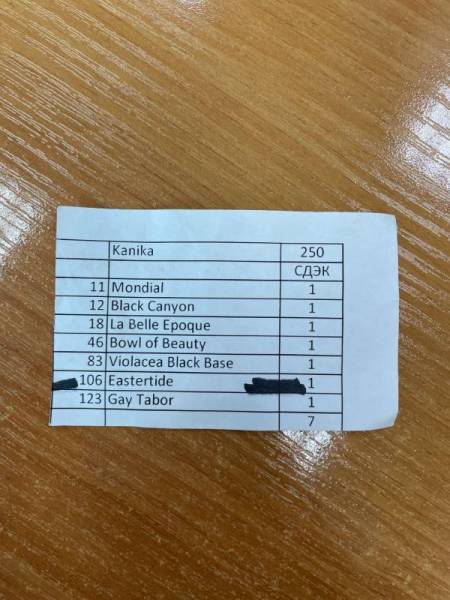 Kanika 250
СДЭК
11 Mondial 1
12 Black Canyon 1
18 La Belle Epoque 1
46 Bowl of Beauty 1
83 Violacea Black Base 1
106 Eastertide 1
123 Gay Tabor 1
7